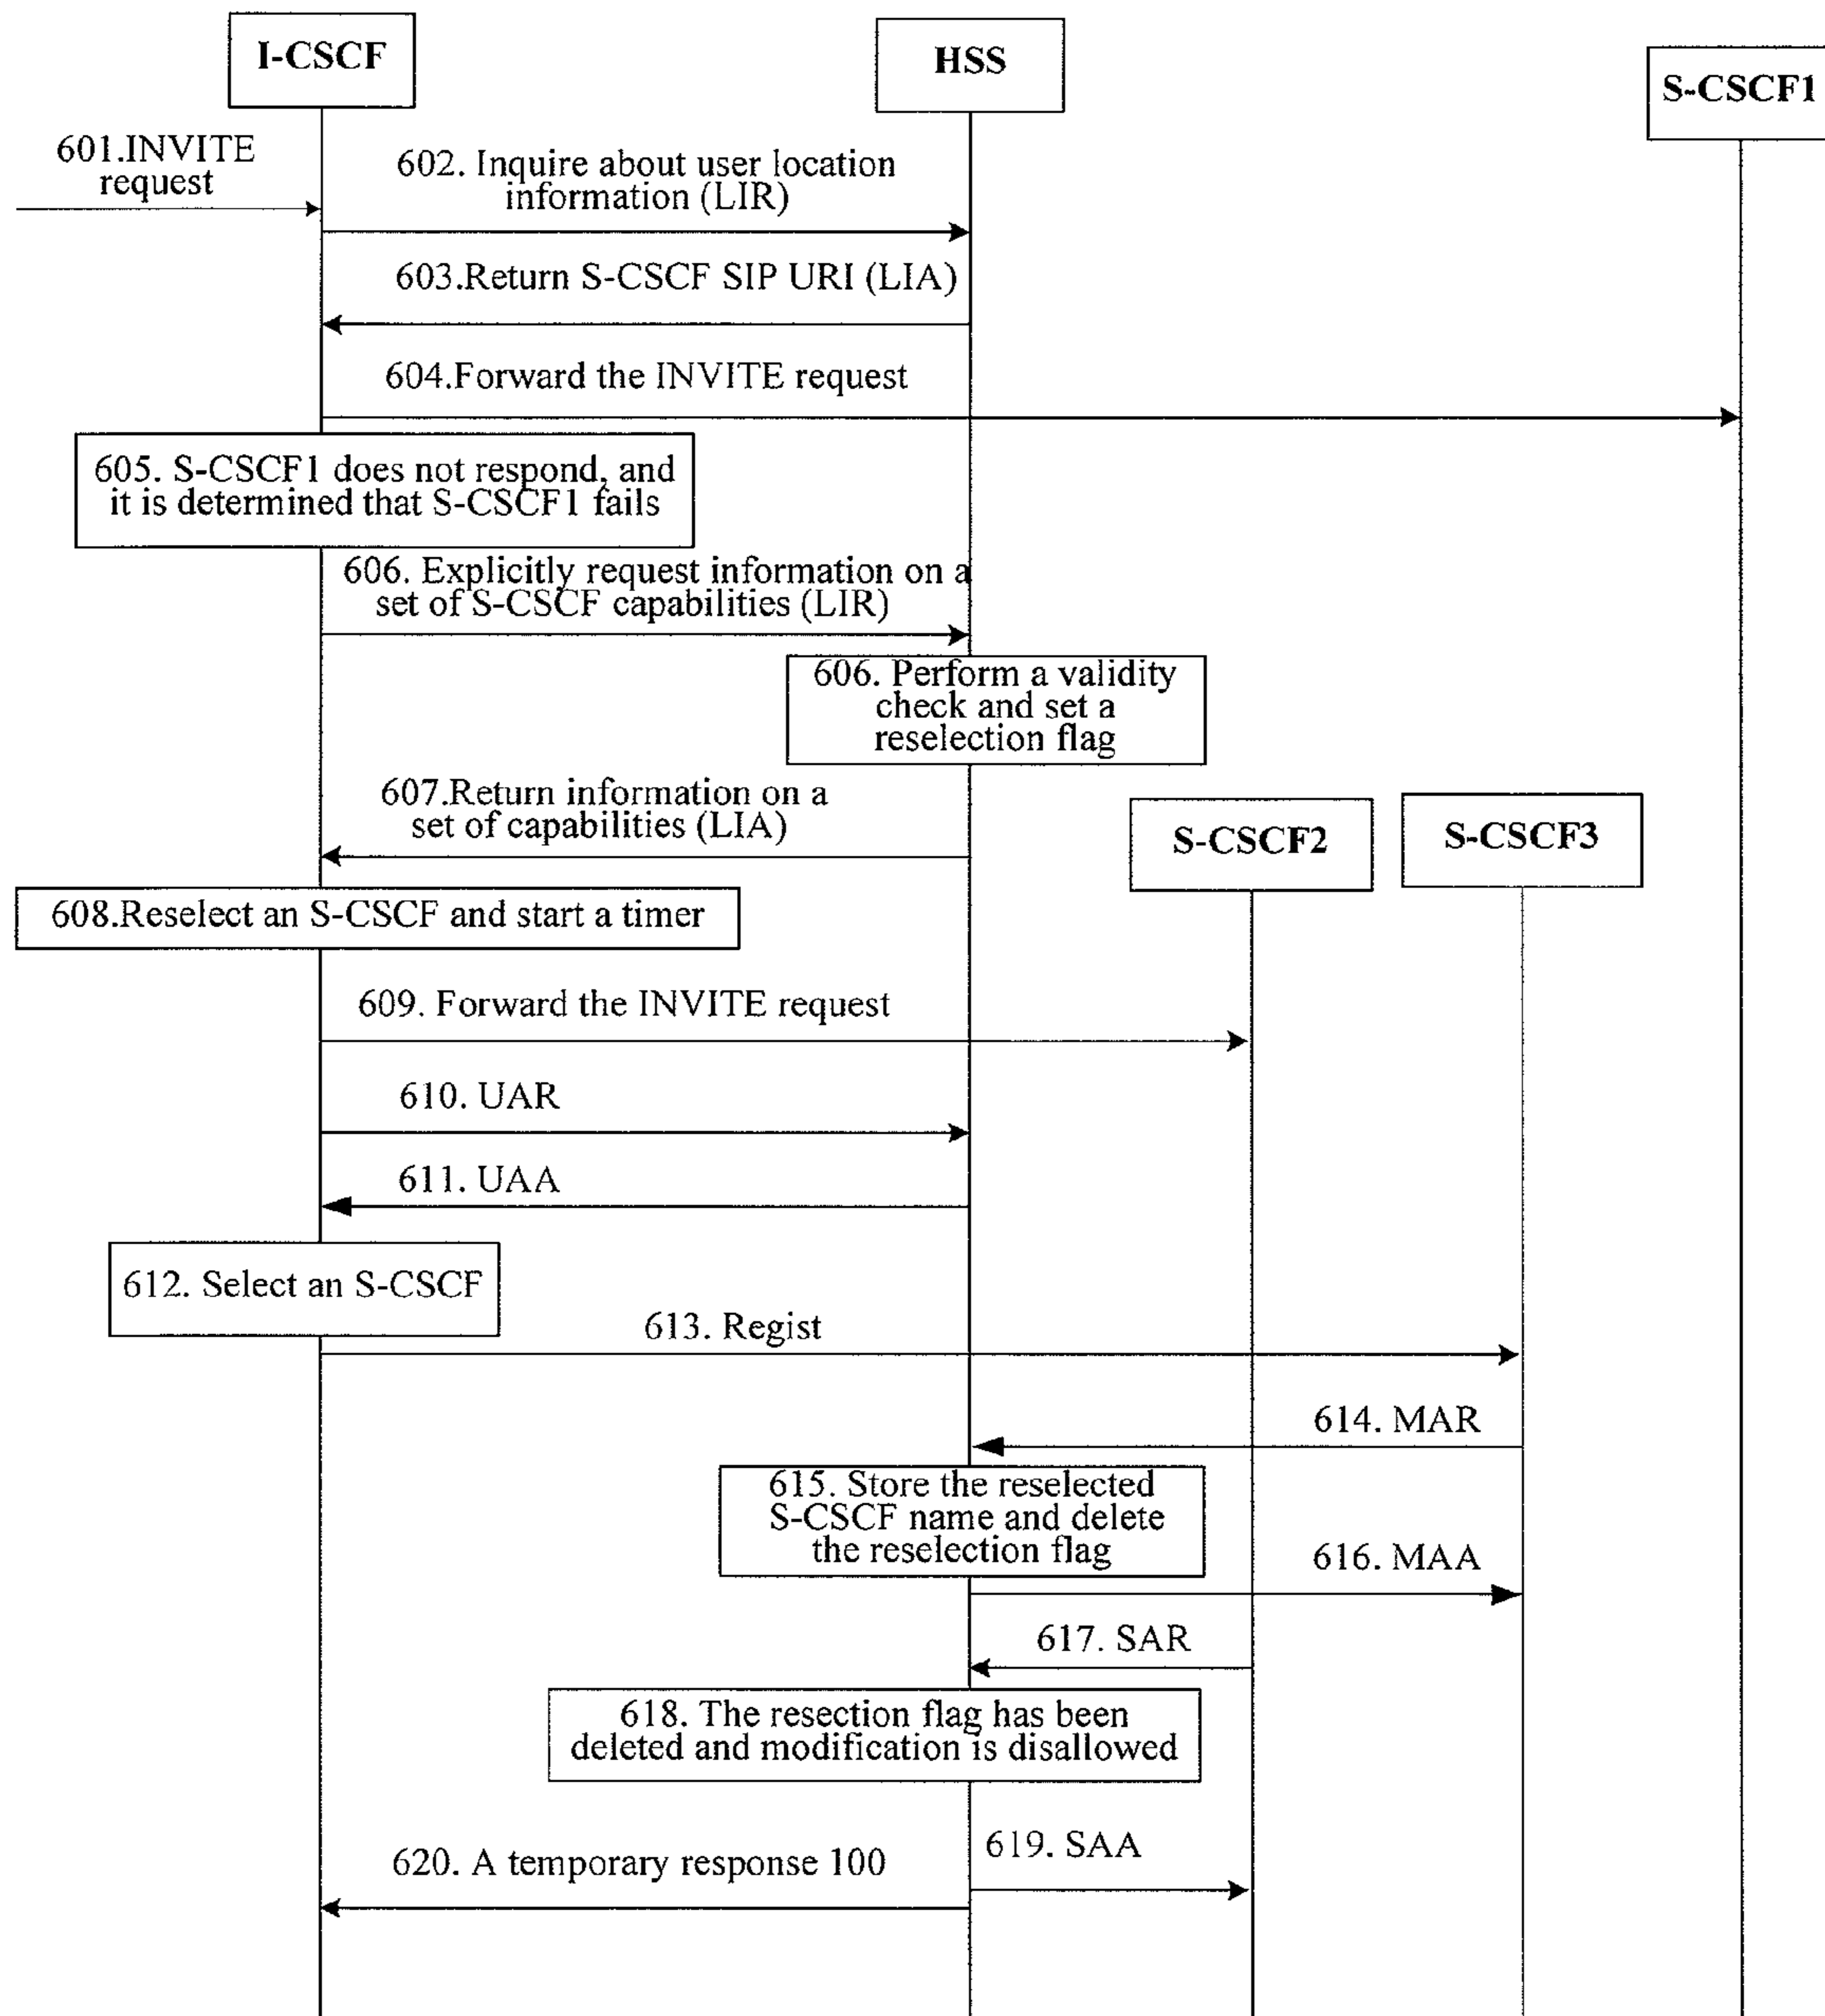 I-CSCF
HSS
S-CSCF1
601.INVITE
request
602. Inquire about user location
information (LIR)
603.Return S-CSCF SIP URI (LIA)
604.Forward the INVITE request
605. S-CSCF1 does not respond, and
it is determined that S-CSCF1 fails
606. Explicitly request information on a
set of S-CSCF capabilities (LIR)
606. Perform a validity
check and set a
reselection flag
607.Return information on a
set of capabilities (LIA)
S-CSCF2
S-CSCF3
608.Reselect an S-CSCF and start a timer
609. Forward the INVITE request
610. UAR
611. UAA
612. Select an S-CSCF
613. Regist
614. MAR
615. Store the reselected
S-CSCF name and delete
the reselection flag
616. MAA
617. SAR
618. The resection flag has been
deleted and modification is disallowed
619. SAA
620. A temporary response 100